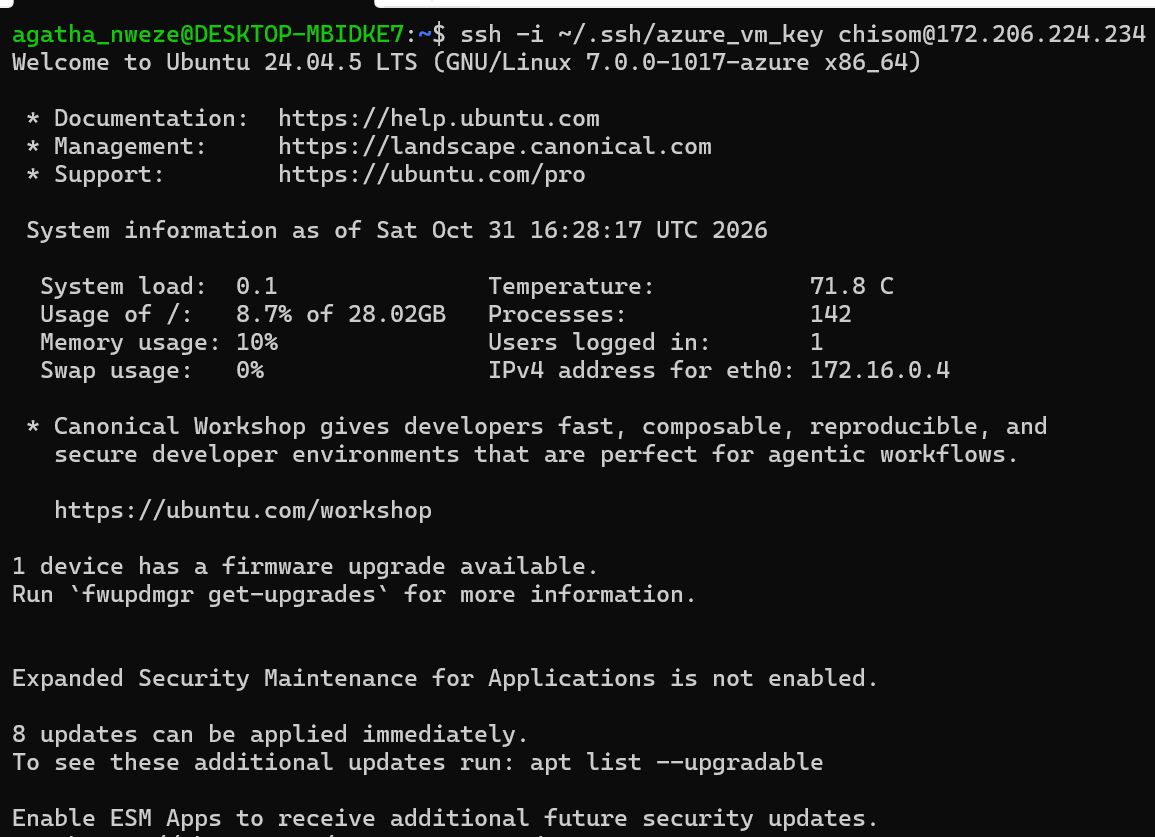 agatha_nweze@DESKTOP-MBIDKE7:~$ ssh -i ~/.ssh/azure_vm_key chisom@172.206.224.234
Welcome to Ubuntu 24.04.5 LTS (GNU/Linux 7.0.0-1017-azure x86_64)
* Documentation: https://help.ubuntu.com
* Management: https://landscape.canonical.com
* Support: https://ubuntu.com/pro
System information as of Sat Oct 31 16:28:17 UTC 2026
System load: 0.1 Temperature: 71.8 C
Usage of /: 8.7% of 28.02GB Processes: 142
Memory usage: 10% Users logged in: 1
Swap usage: 0% IPv4 address for eth0: 172.16.0.4
* Canonical Workshop gives developers fast, composable, reproducible, and
secure developer environments that are perfect for agentic workflows.
https://ubuntu.com/workshop
1 device has a firmware upgrade available.
Run `fwupdmgr get-upgrades` for more information.
Expanded Security Maintenance for Applications is not enabled.
8 updates can be applied immediately.
To see these additional updates run: apt list --upgradable
Enable ESM Apps to receive additional future security updates.